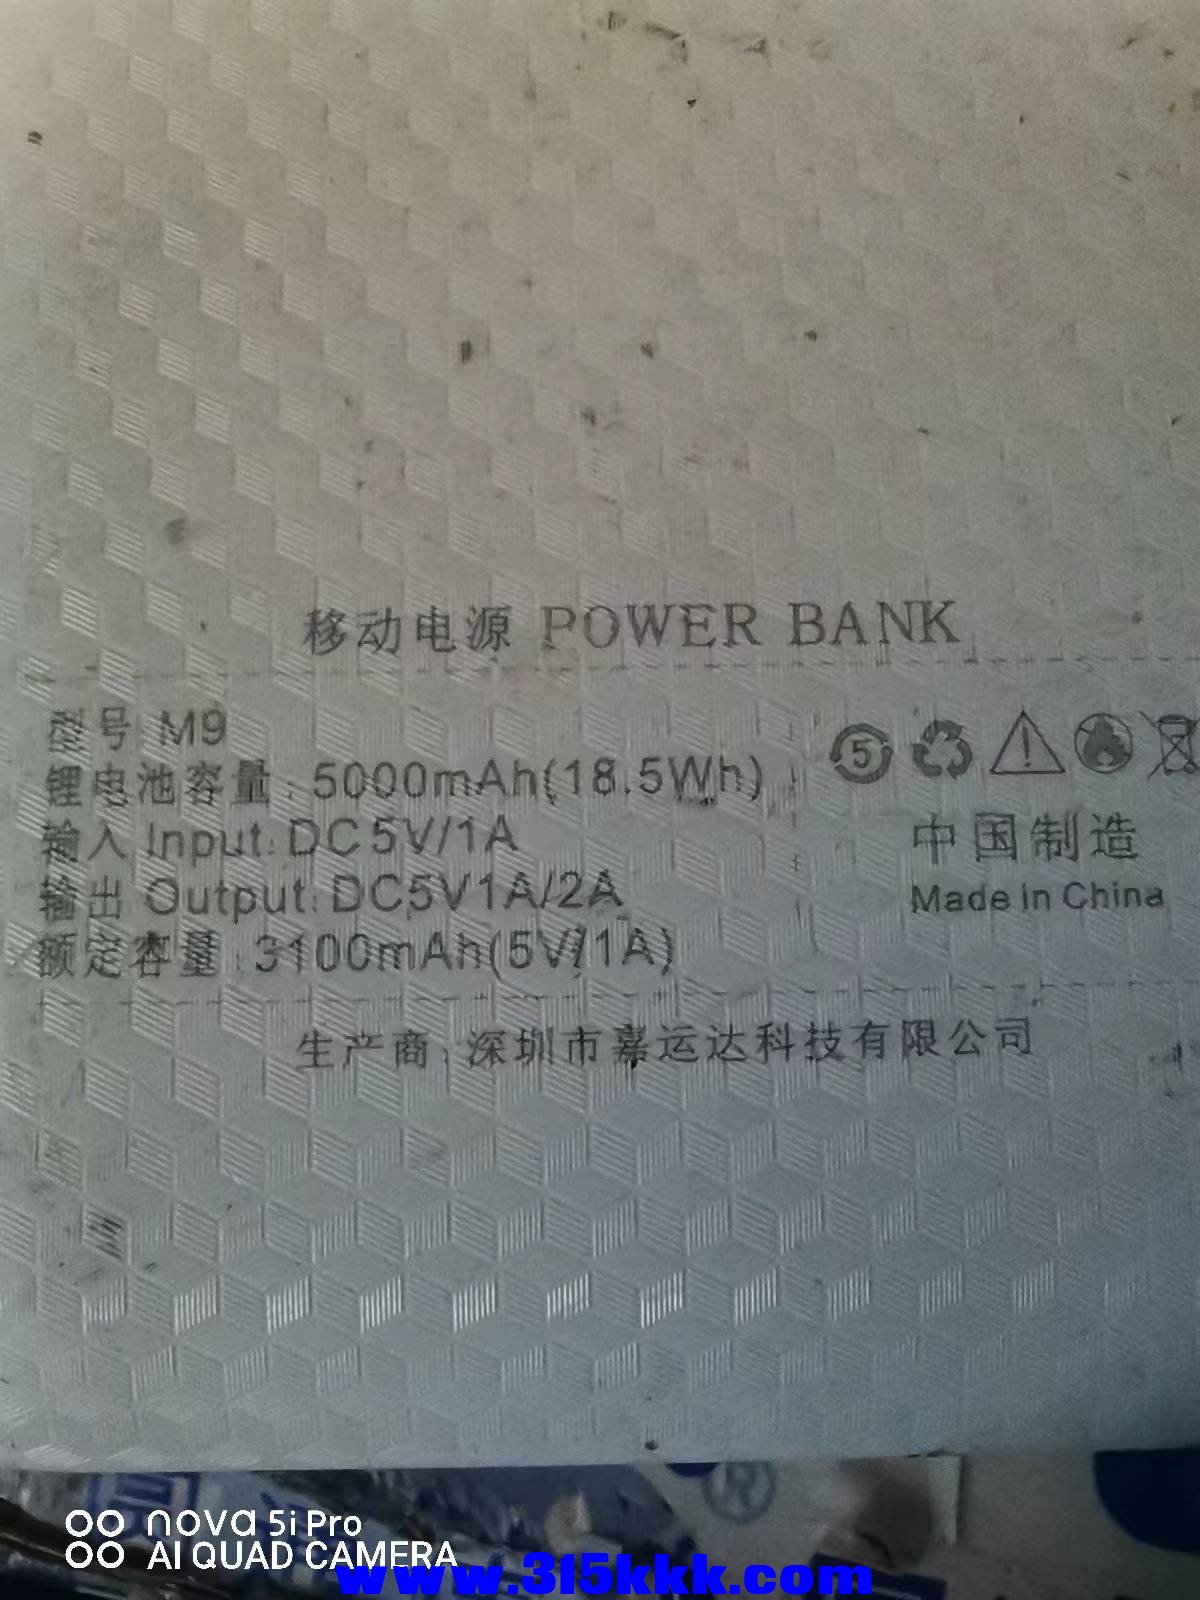 移动电源 POWER BANK
型号 M9
锂电池容量: 5000mAh(18.5Wh)
输入 Input: DC5V/1A
输出 Output: DC5V1A/2A
额定容量: 3100mAh(5V/1A)
5
中国制造
Made in China
生产商: 深圳市嘉运达科技有限公司
nova 5i Pro
AI QUAD CAMERA
www.315kkk.com